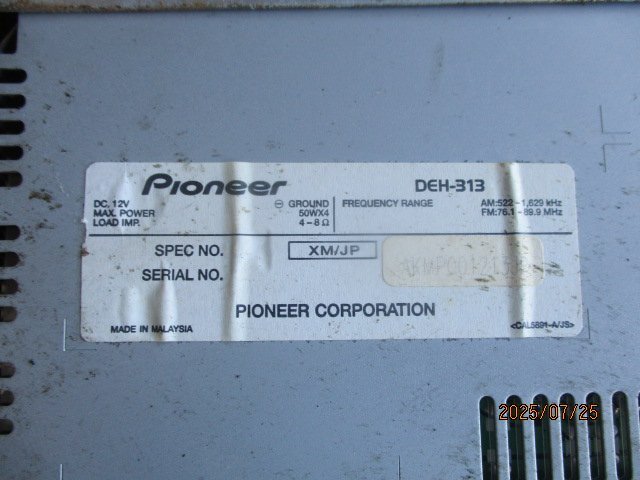 Pioneer DEH-313
DC. 12V ⊖ GROUND FREQUENCY RANGE AM:522-1,629 kHz
MAX. POWER 50WX4 FM:76.1-89.9 MHz
LOAD IMP. 4-8 Ω
SPEC NO. XM/JP
SERIAL NO.
PIONEER CORPORATION
MADE IN MALAYSIA <CAL5891-A/JS>
2025/07/25